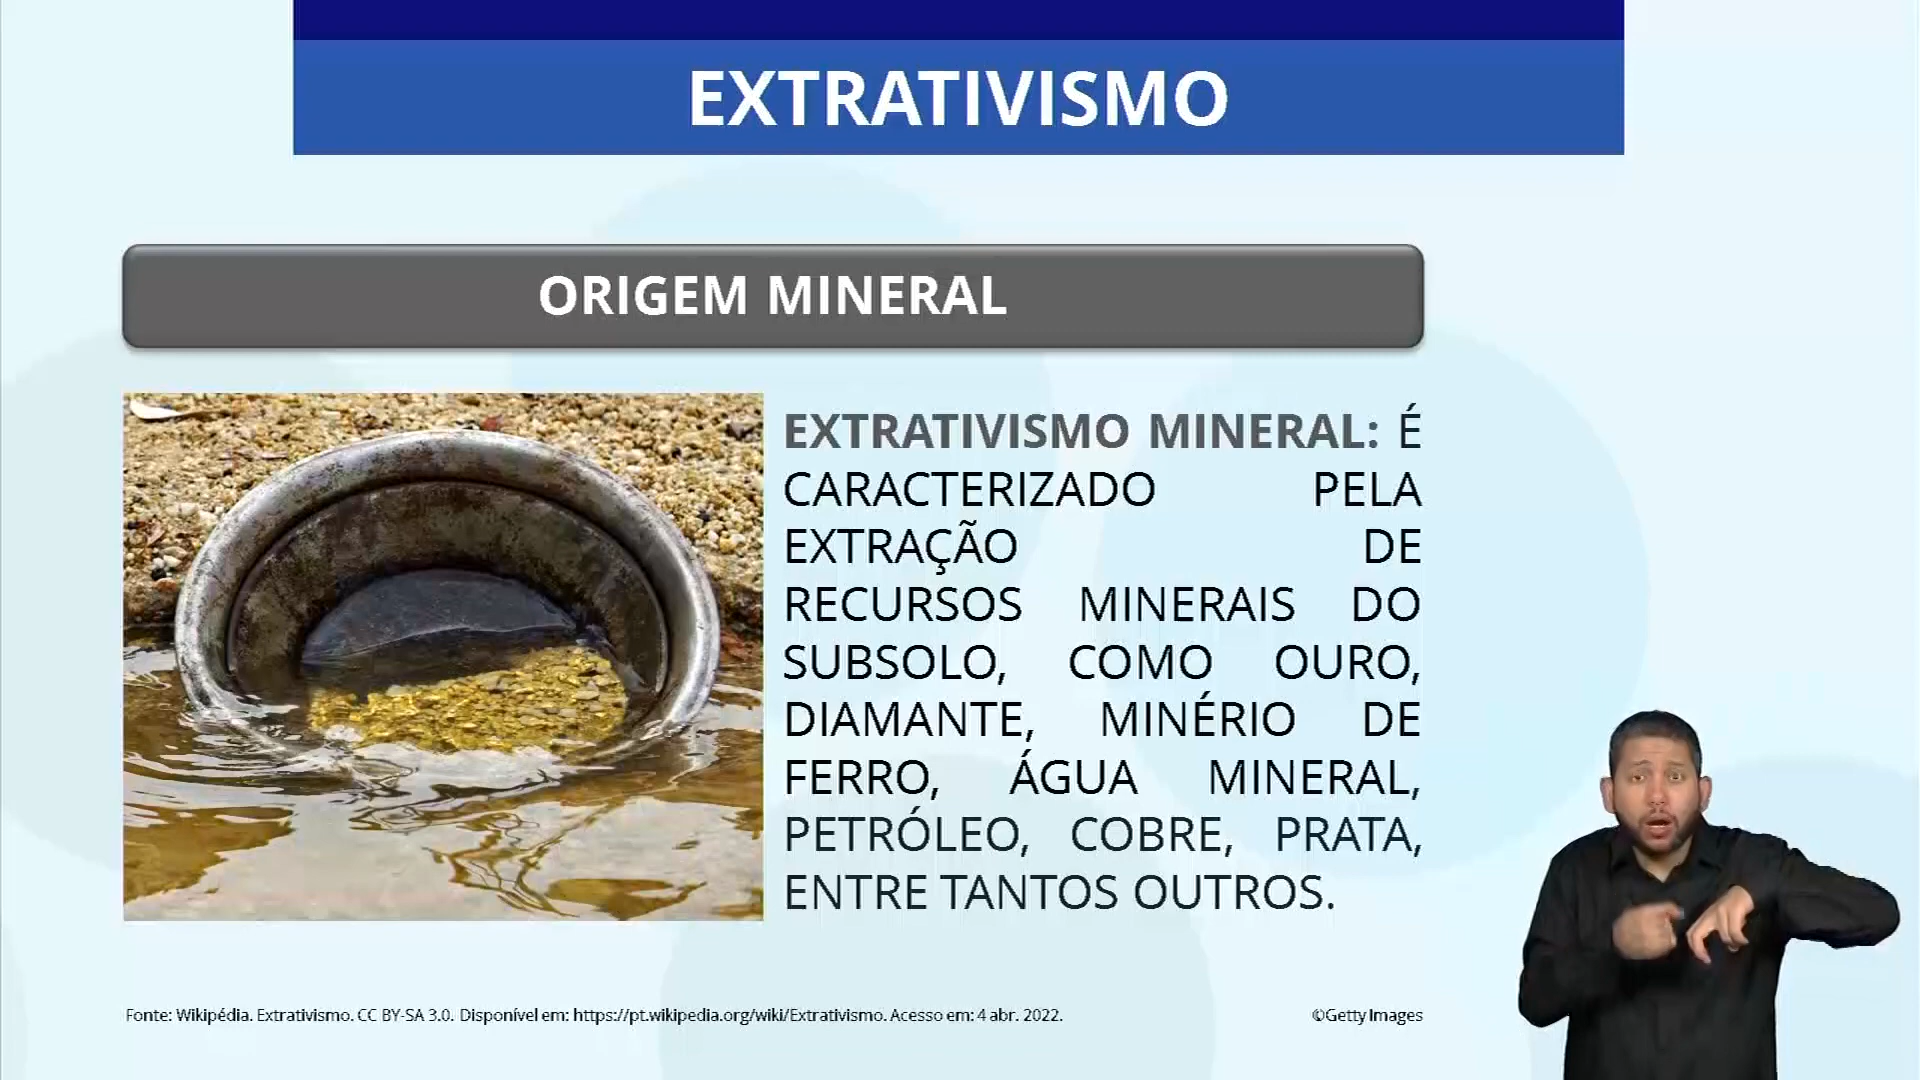 EXTRATIVISMO
ORIGEM MINERAL
EXTRATIVISMO MINERAL: É
CARACTERIZADO PELA
EXTRAÇÃO DE
RECURSOS MINERAIS DO
SUBSOLO, COMO OURO,
DIAMANTE, MINÉRIO DE
FERRO, ÁGUA MINERAL,
PETRÓLEO, COBRE, PRATA,
ENTRE TANTOS OUTROS.
Fonte: Wikipédia. Extrativismo. CC BY-SA 3.0. Disponível em: https://pt.wikipedia.org/wiki/Extrativismo. Acesso em: 4 abr. 2022.
©Getty Images